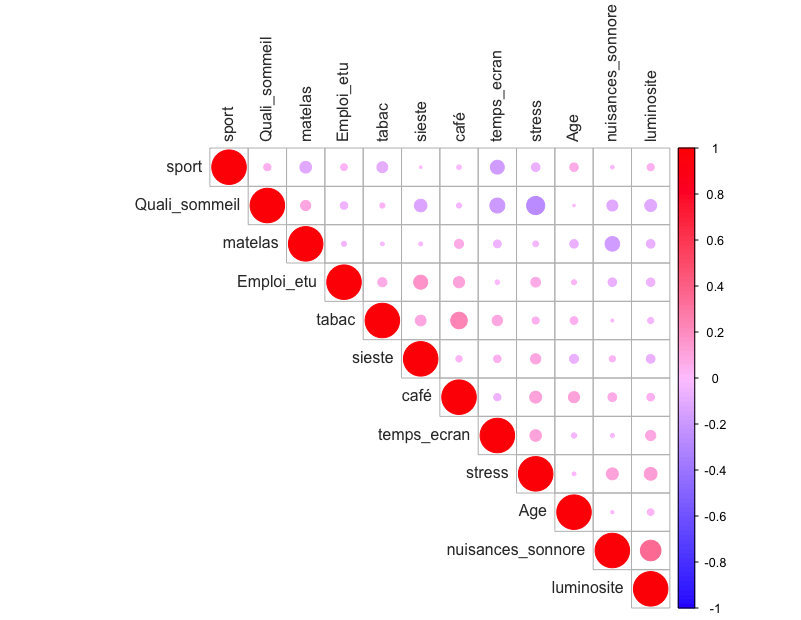 sport
Quali_sommeil
matelas
Emploi_etu
tabac
sieste
café
temps_ecran
stress
Age
nuisances_sonnore
luminosite
sport
Quali_sommeil
matelas
Emploi_etu
tabac
sieste
café
temps_ecran
stress
Age
nuisances_sonnore
luminosite
1
0.8
0.6
0.4
0.2
0
-0.2
-0.4
-0.6
-0.8
-1